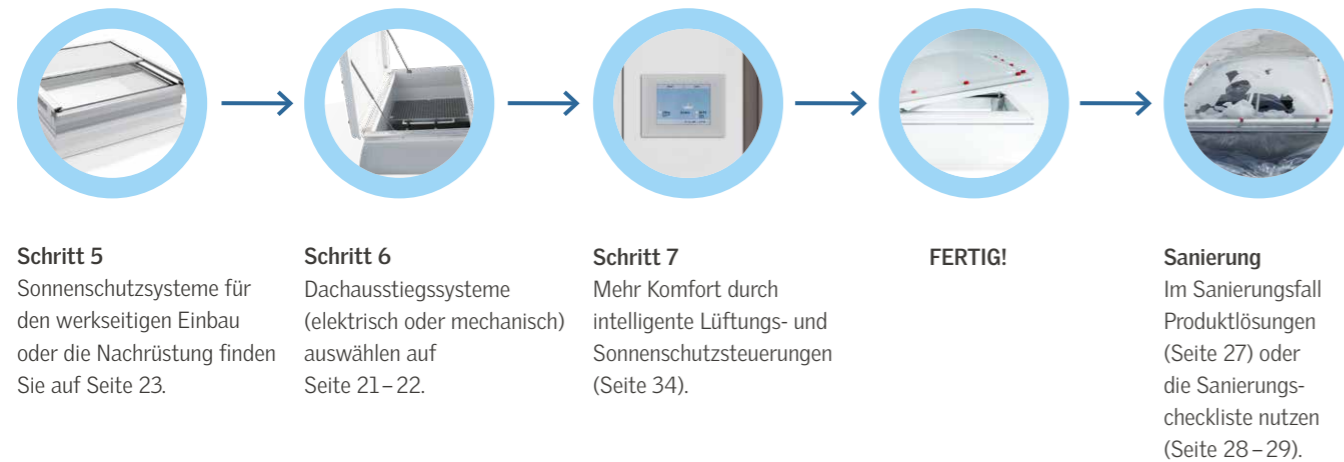 Schritt 5
Sonnenschutzsysteme für
den werkseitigen Einbau
oder die Nachrüstung finden
Sie auf Seite 23.
Schritt 6
Dachausstiegssysteme
(elektrisch oder mechanisch)
auswählen auf
Seite 21–22.
Schritt 7
Mehr Komfort durch
intelligente Lüftungs- und
Sonnenschutzsteuerungen
(Seite 34).
FERTIG!
Sanierung
Im Sanierungsfall
Produktlösungen
(Seite 27) oder
die Sanierungs-
checkliste nutzen
(Seite 28–29).